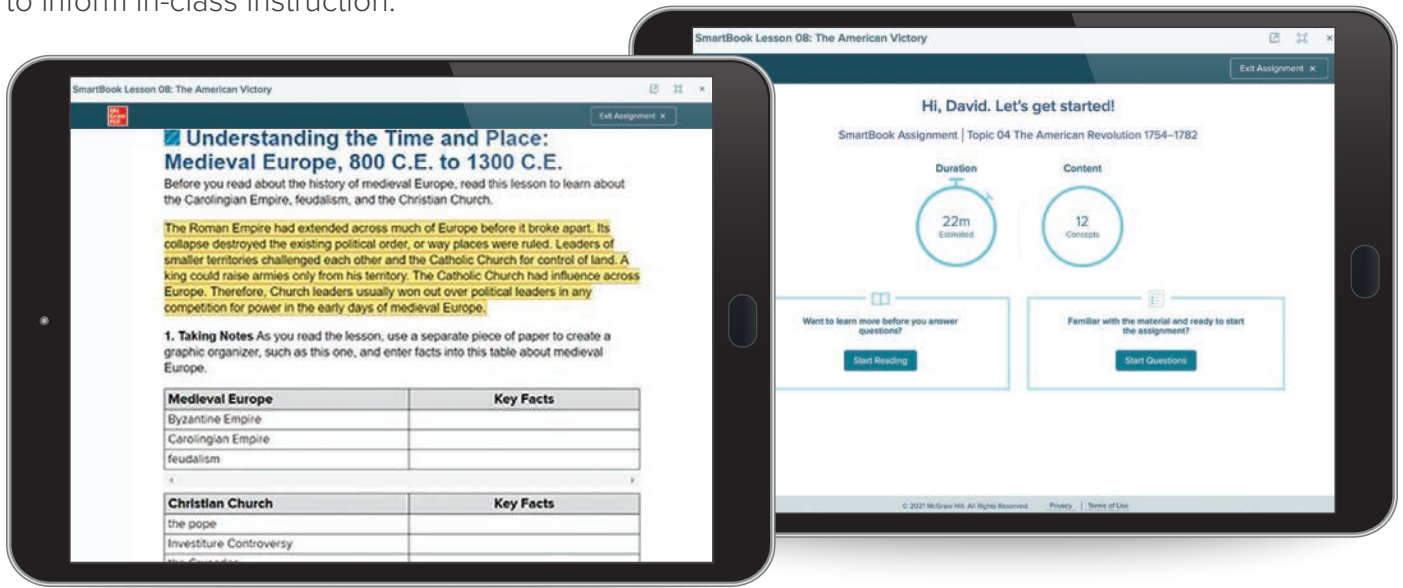 to inform in-class instruction.
SmartBook Lesson 08: The American Victory
Mc
Graw
Hill
Exit Assignment ×
Understanding the Time and Place:
Medieval Europe, 800 C.E. to 1300 C.E.
Before you read about the history of medieval Europe, read this lesson to learn about
the Carolingian Empire, feudalism, and the Christian Church.
The Roman Empire had extended across much of Europe before it broke apart. Its
collapse destroyed the existing political order, or way places were ruled. Leaders of
smaller territories challenged each other and the Catholic Church for control of land. A
king could raise armies only from his territory. The Catholic Church had influence across
Europe. Therefore, Church leaders usually won out over political leaders in any
competition for power in the early days of medieval Europe.
1. Taking Notes As you read the lesson, use a separate piece of paper to create a
graphic organizer, such as this one, and enter facts into this table about medieval
Europe.
Medieval Europe Key Facts
Byzantine Empire
Carolingian Empire
feudalism
Christian Church Key Facts
the pope
Investiture Controversy
the Crusades
SmartBook Lesson 08: The American Victory
Exit Assignment ×
Hi, David. Let's get started!
SmartBook Assignment | Topic 04 The American Revolution 1754–1782
Duration
22m
Estimated
Content
12
Concepts
Want to learn more before you answer
questions?
Start Reading
Familiar with the material and ready to start
the assignment?
Start Questions
© 2021 McGraw Hill. All Rights Reserved. Privacy | Terms of Use